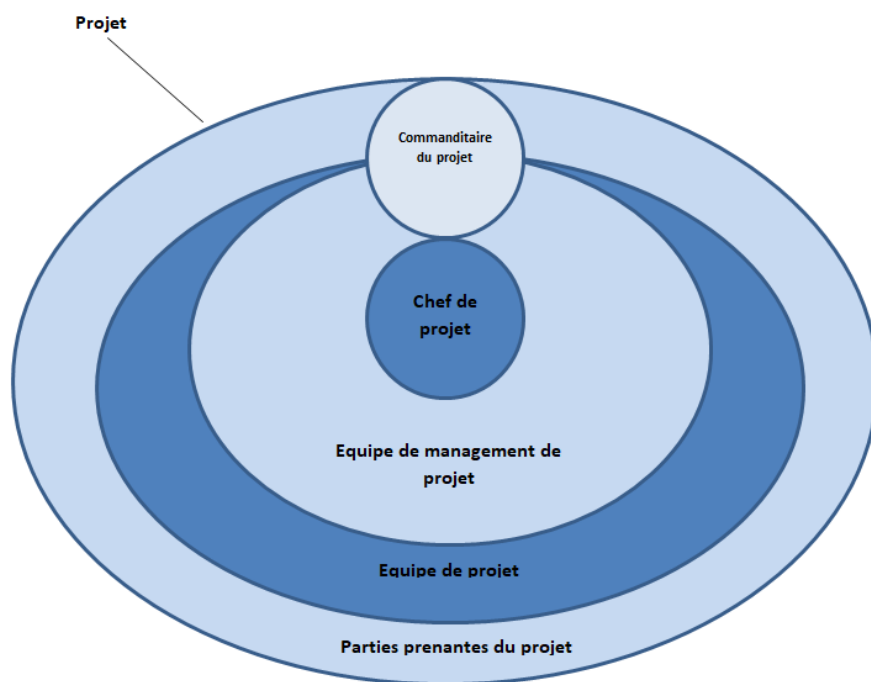 Projet
Commanditaire
du projet
Chef de
projet
Equipe de management de
projet
Equipe de projet
Parties prenantes du projet